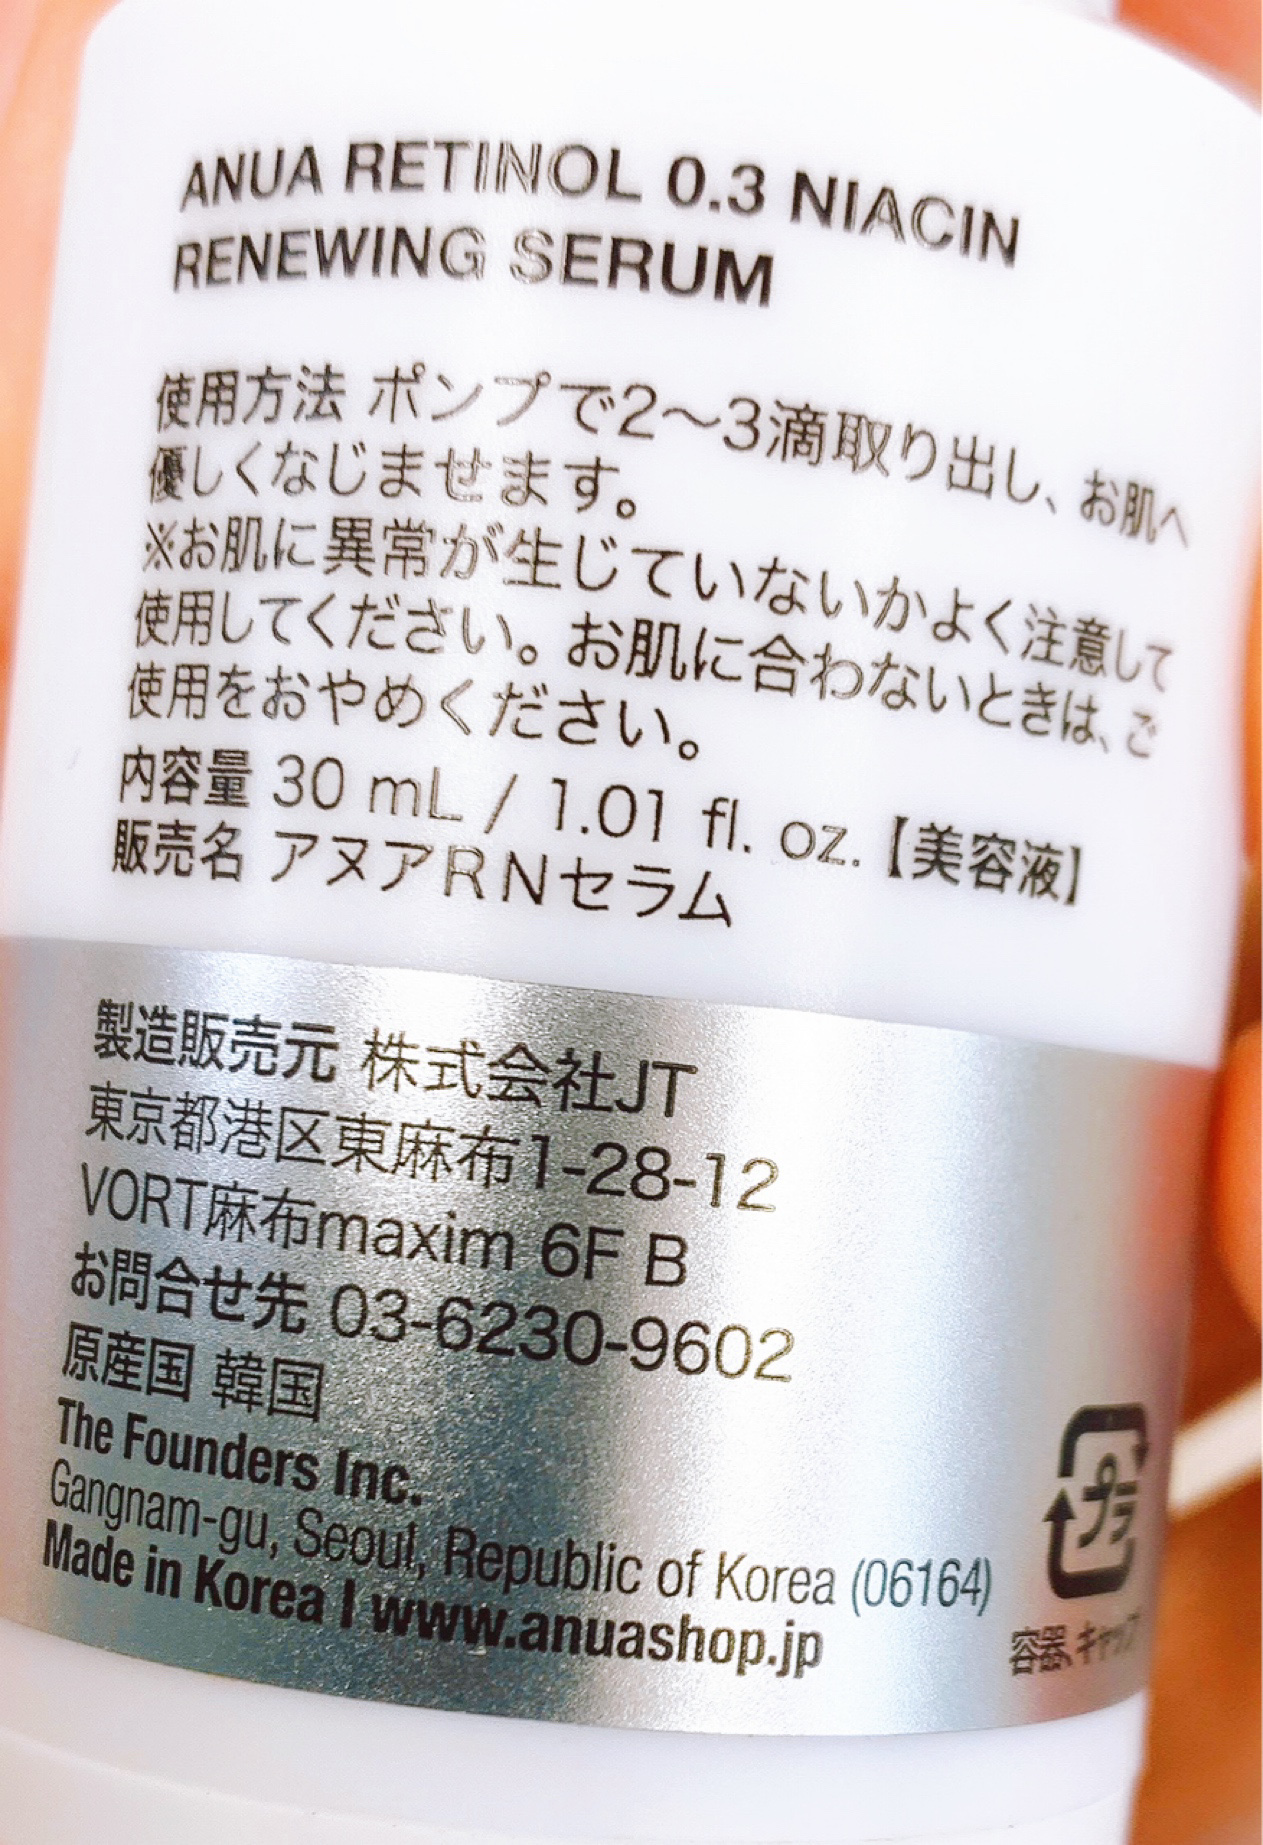 ANUA RETINOL 0.3 NIACIN
RENEWING SERUM
使用方法 ポンプで2～3滴取り出し、お肌へ
優しくなじませます。
※お肌に異常が生じていないかよく注意して
使用してください。お肌に合わないときは、ご
使用をおやめください。
内容量 30 mL / 1.01 fl. oz.【美容液】
販売名 アヌアRNセラム
製造販売元 株式会社JT
東京都港区東麻布1-28-12
VORT麻布maxim 6F B
お問合せ先 03-6230-9602
原産国 韓国
The Founders Inc.
Gangnam-gu, Seoul, Republic of Korea (06164)
Made in Korea I www.anuashop.jp
プラ
容器、キャップ